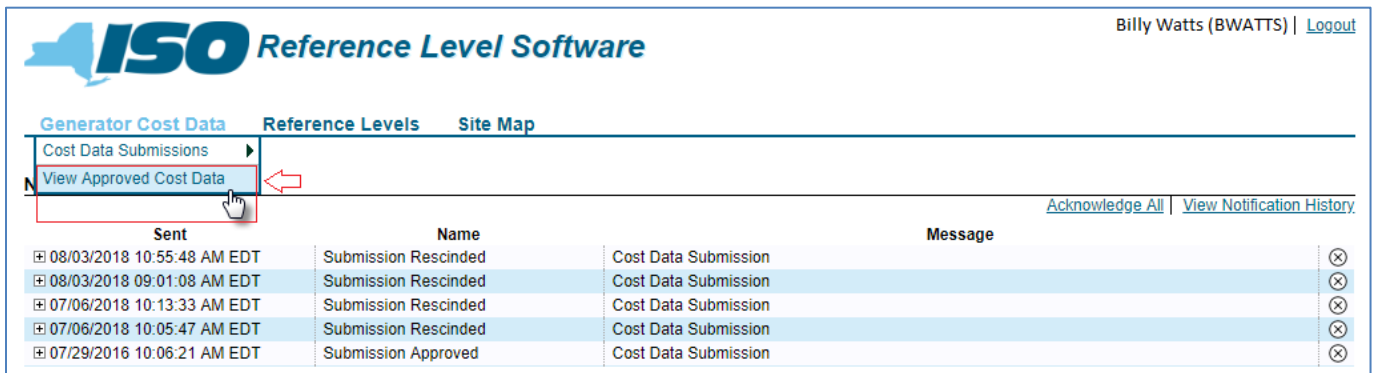 Billy Watts (BWATTS) | Logout
ISO Reference Level Software
Generator Cost Data Reference Levels Site Map
Cost Data Submissions
View Approved Cost Data
N
Acknowledge All | View Notification History
Sent Name Message
08/03/2018 10:55:48 AM EDT Submission Rescinded Cost Data Submission
08/03/2018 09:01:08 AM EDT Submission Rescinded Cost Data Submission
07/06/2018 10:13:33 AM EDT Submission Rescinded Cost Data Submission
07/06/2018 10:05:47 AM EDT Submission Rescinded Cost Data Submission
07/29/2016 10:06:21 AM EDT Submission Approved Cost Data Submission